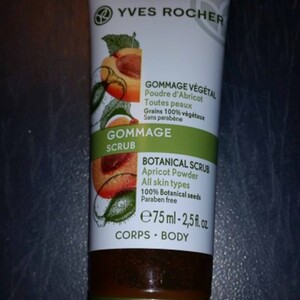 YVES ROCHER
GOMMAGE VÉGÉTAL
Poudre d'Abricot
Toutes peaux
Grains 100% végétaux
Sans parabène
GOMMAGE
SCRUB
BOTANICAL SCRUB
Apricot Powder
All skin types
100% Botanical seeds
Paraben free
℮ 75 ml - 2,5 fl. oz.
CORPS • BODY